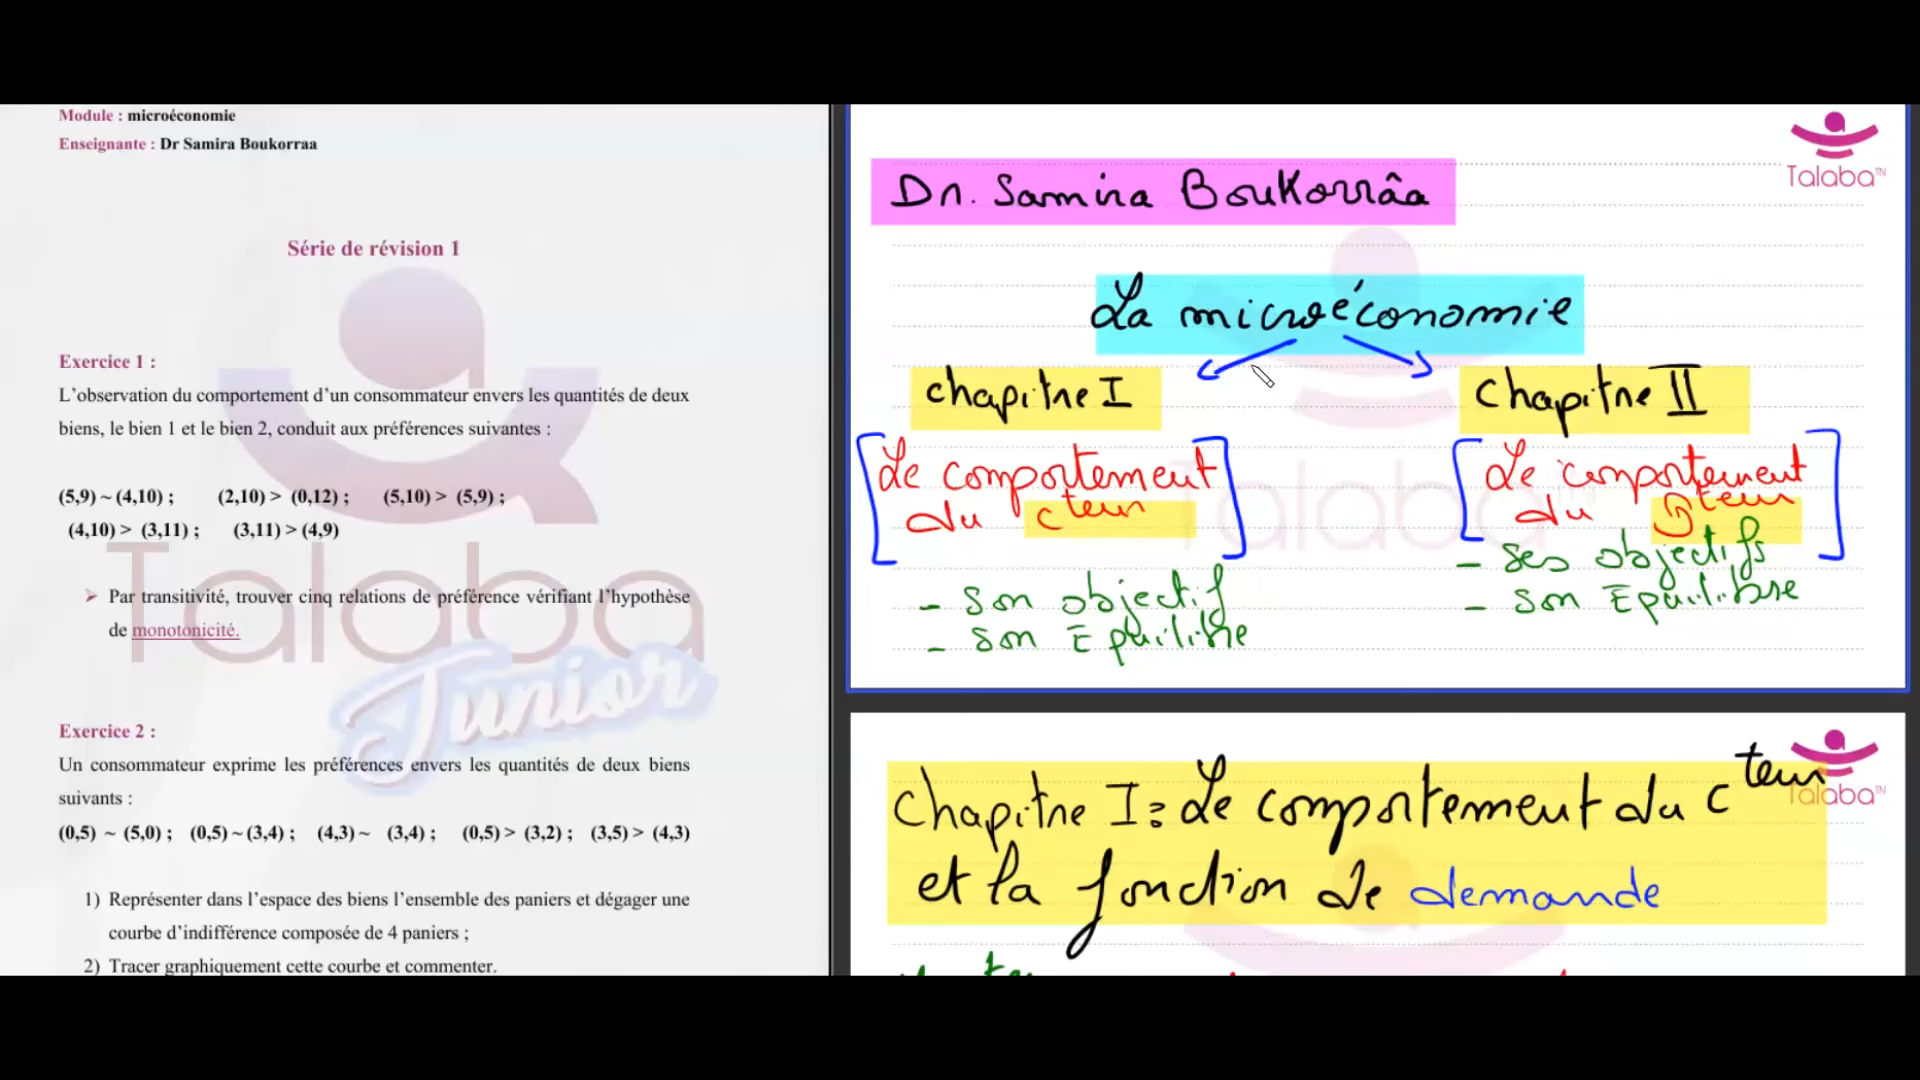 Module : microéconomie
Enseignante : Dr Samira Boukorraa
Série de révision 1
Exercice 1 :
L’observation du comportement d’un consommateur envers les quantités de deux
biens, le bien 1 et le bien 2, conduit aux préférences suivantes :
(5,9) ~ (4,10) ; (2,10) > (0,12) ; (5,10) > (5,9) ;
(4,10) > (3,11) ; (3,11) > (4,9)
➢ Par transitivité, trouver cinq relations de préférence vérifiant l’hypothèse
de monotonicité.
Exercice 2 :
Un consommateur exprime les préférences envers les quantités de deux biens
suivants :
(0,5) ~ (5,0) ; (0,5) ~ (3,4) ; (4,3) ~ (3,4) ; (0,5) > (3,2) ; (3,5) > (4,3)
1) Représenter dans l’espace des biens l’ensemble des paniers et dégager une
courbe d’indifférence composée de 4 paniers ;
2) Tracer graphiquement cette courbe et commenter.
Talaba
Junior
Talaba TN
Dr. Samira Boukorrâa
La microéconomie
chapitre I
Chapitre II
[Le comportement
du cteur]
[Le comportement
du Pteur]
- son objectif
- son Equilibre
- ses objectifs
- son Equilibre
Talaba
Talaba TN
Chapitre I : Le comportement du cteur
et la fonction de demande